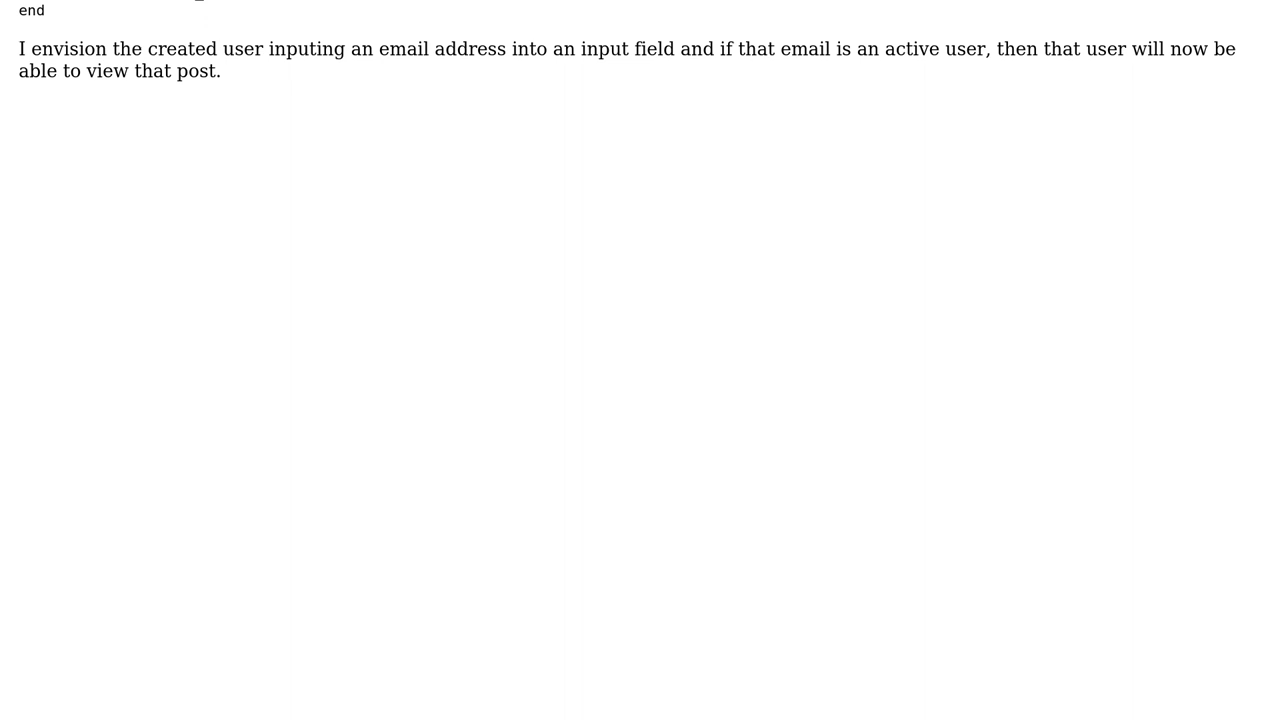 end
I envision the created user inputing an email address into an input field and if that email is an active user, then that user will now be
able to view that post.